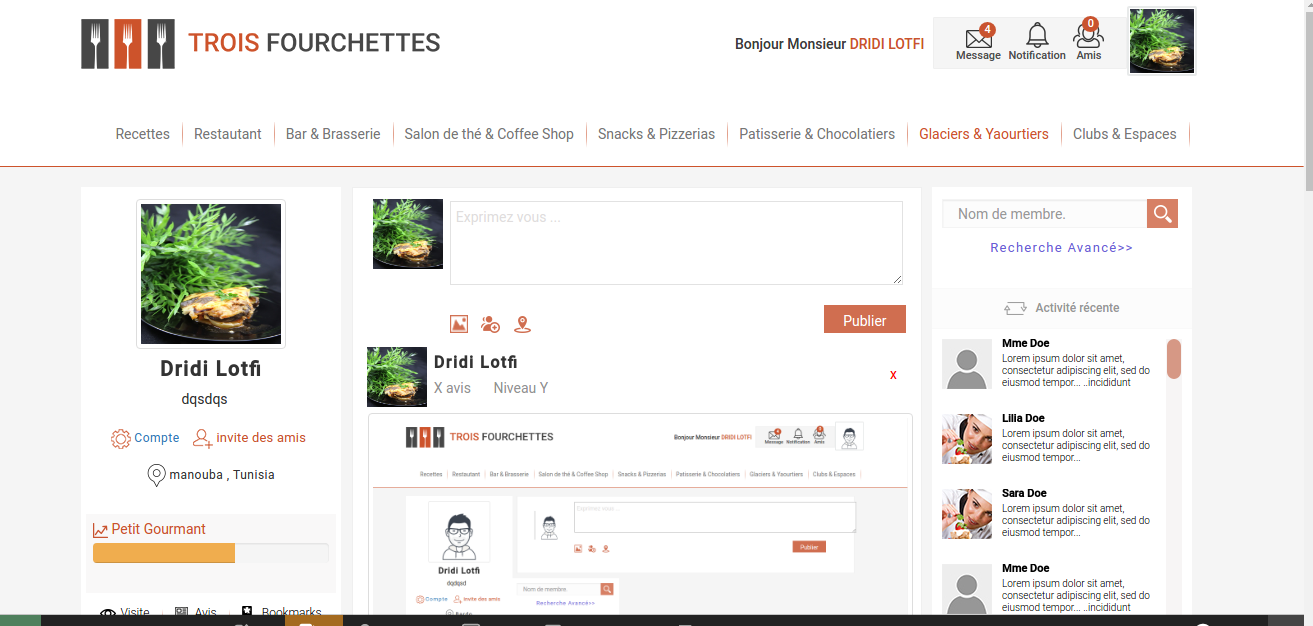 TROIS FOURCHETTES
Bonjour Monsieur DRIDI LOTFI
4
0
Message Notification Amis
Recettes Restautant Bar & Brasserie Salon de thé & Coffee Shop Snacks & Pizzerias Patisserie & Chocolatiers Glaciers & Yaourtiers Clubs & Espaces
Dridi Lotfi
dqsdqs
Compte invite des amis
manouba , Tunisia
Petit Gourmant
Visite Avis Bookmarks
Exprimez vous ...
Publier
Dridi Lotfi
X avis Niveau Y
x
TROIS FOURCHETTES
Bonjour Monsieur DRIDI LOTFI
Message Notification Amis
Recettes Restautant Bar & Brasserie Salon de thé & Coffee Shop Snacks & Pizzerias Patisserie & Chocolatiers Glaciers & Yaourtiers Clubs & Espaces
Exprimez vous ...
Publier
Dridi Lotfi
Compte invite des amis
Nom de membre.
Recherche Avancé>>
Nom de membre.
Recherche Avancé>>
Activité récente
Mme Doe
Lorem ipsum dolor sit amet,
consectetur adipiscing elit, sed do
eiusmod tempor... ..incididunt
Lilia Doe
Lorem ipsum dolor sit amet,
consectetur adipiscing elit, sed do
eiusmod tempor...
Sara Doe
Lorem ipsum dolor sit amet,
consectetur adipiscing elit, sed do
eiusmod tempor...
Mme Doe
Lorem ipsum dolor sit amet,
consectetur adipiscing elit, sed do
eiusmod tempor... ..incididunt